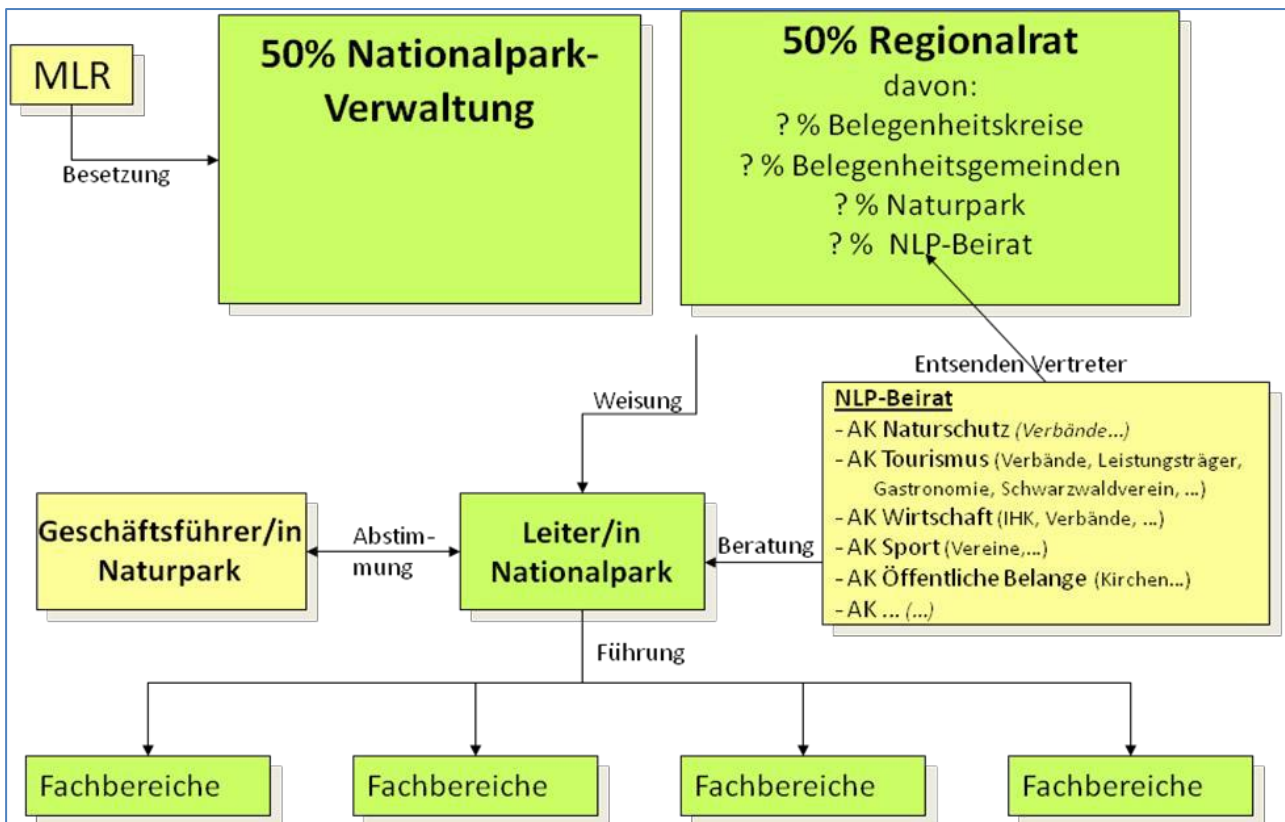 MLR
Besetzung
50% Nationalpark-
Verwaltung
50% Regionalrat
davon:
? % Belegenheitskreise
? % Belegenheitsgemeinden
? % Naturpark
? % NLP-Beirat
Entsenden Vertreter
Weisung
NLP-Beirat
- AK Naturschutz (Verbände...)
- AK Tourismus (Verbände, Leistungsträger,
Gastronomie, Schwarzwaldverein, ...)
- AK Wirtschaft (IHK, Verbände, ...)
- AK Sport (Vereine,...)
- AK Öffentliche Belange (Kirchen...)
- AK ... (...)
Geschäftsführer/in
Naturpark
Abstim-
mung
Leiter/in
Nationalpark
Beratung
Führung
Fachbereiche
Fachbereiche
Fachbereiche
Fachbereiche